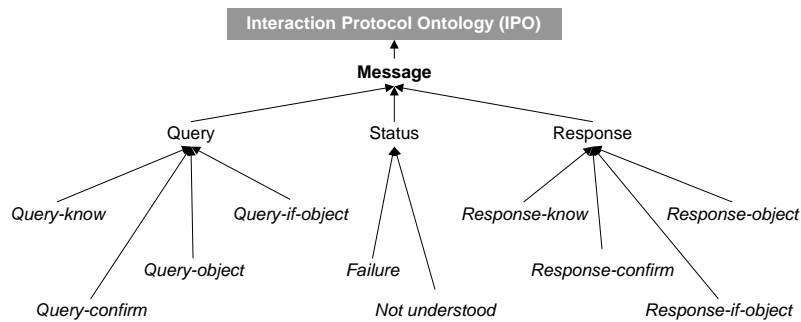 Interaction Protocol Ontology (IPO)
Message
Query
Status
Response
Query-know
Query-if-object
Response-know
Response-object
Query-object
Failure
Response-confirm
Query-confirm
Not understood
Response-if-object